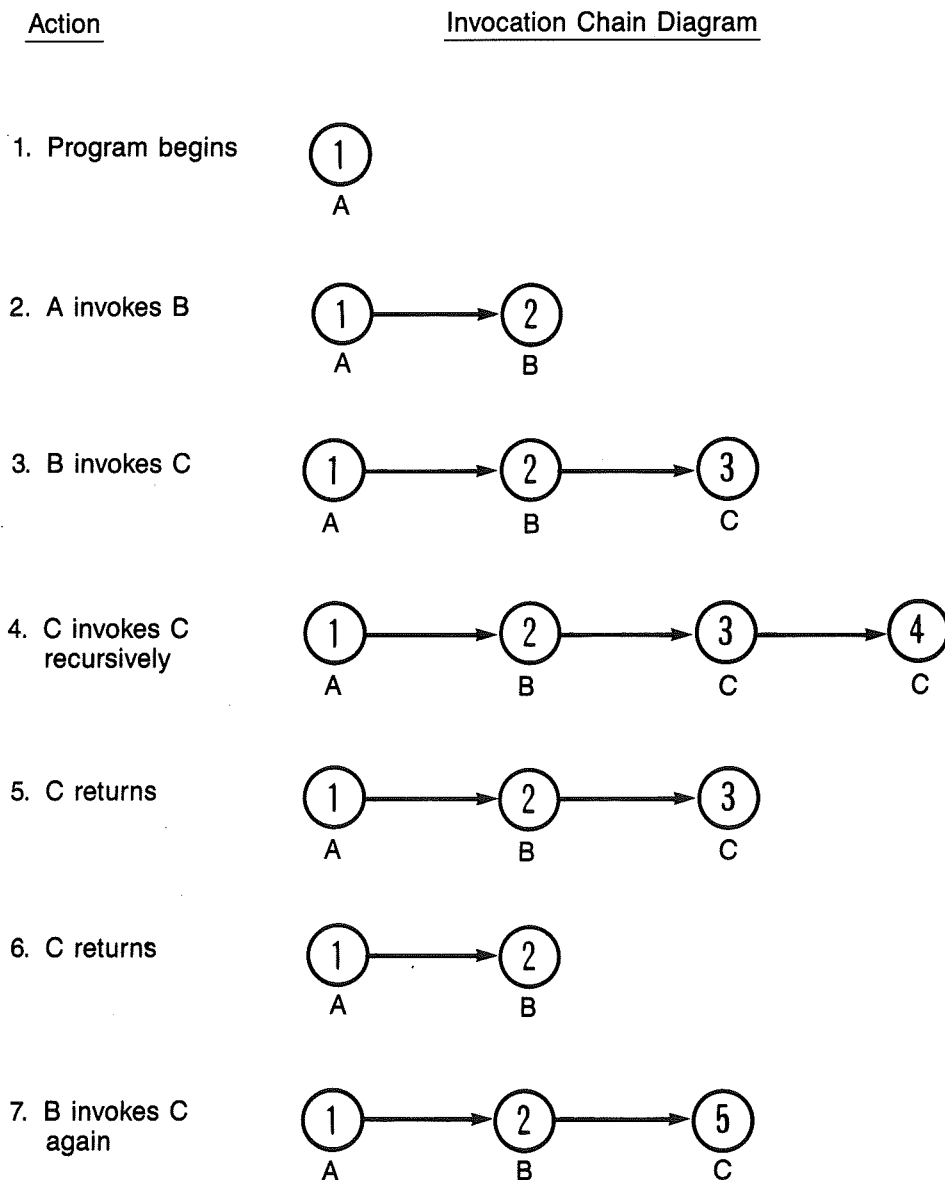 Action Invocation Chain Diagram
1. Program begins
1
A
2. A invokes B
1 2
A B
3. B invokes C
1 2 3
A B C
4. C invokes C
recursively
1 2 3 4
A B C C
5. C returns
1 2 3
A B C
6. C returns
1 2
A B
7. B invokes C
again
1 2 5
A B C